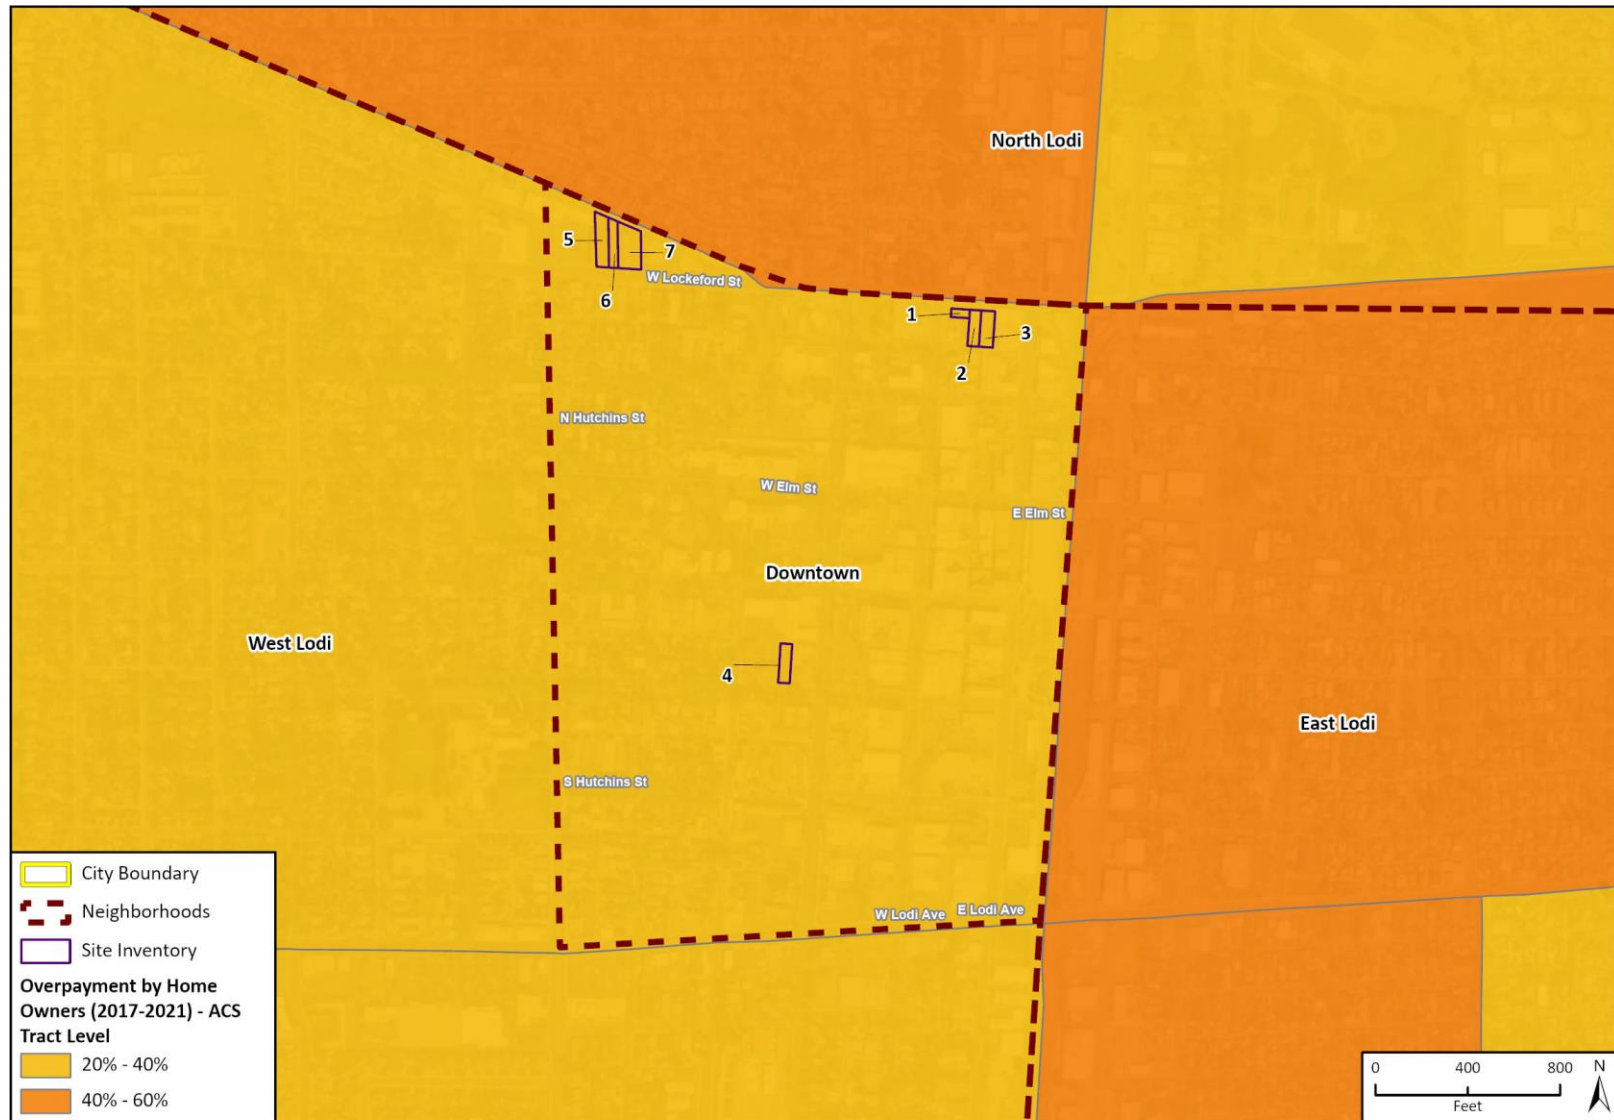 North Lodi
5
7
W Lockeford St
6
1
3
2
N Hutchins St
W Elm St
E Elm St
Downtown
West Lodi
4
East Lodi
S Hutchins St
W Lodi Ave
E Lodi Ave
City Boundary
Neighborhoods
Site Inventory
Overpayment by Home
Owners (2017-2021) - ACS
Tract Level
20% - 40%
40% - 60%
0 400 800
Feet
N